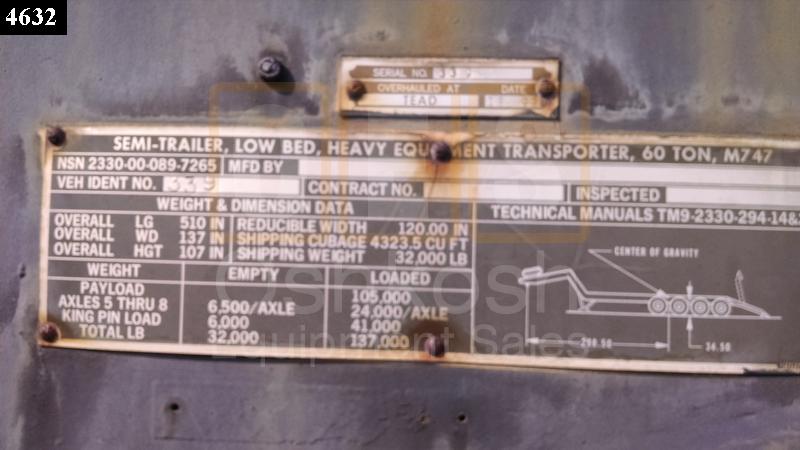 4632
SERIAL NO. 339
OVERHAULED AT DATE
TEAD
SEMI-TRAILER, LOW BED, HEAVY EQUIPMENT TRANSPORTER, 60 TON, M747
NSN 2330-00-089-7265 MFD BY
VEH IDENT NO. 339 CONTRACT NO. INSPECTED
WEIGHT & DIMENSION DATA
TECHNICAL MANUALS TM9-2330-294-14&
OVERALL LG 510 IN REDUCIBLE WIDTH 120.00 IN
OVERALL WD 137 IN SHIPPING CUBAGE 4323.5 CU FT
OVERALL HGT 107 IN SHIPPING WEIGHT 32,000 LB
CENTER OF GRAVITY
WEIGHT EMPTY LOADED
PAYLOAD 105,000
AXLES 5 THRU 8 6,500/AXLE 24,000/AXLE
KING PIN LOAD 6,000 41,000
TOTAL LB 32,000 137,000
298.50
34.50
Oshkosh
Equipment Sales